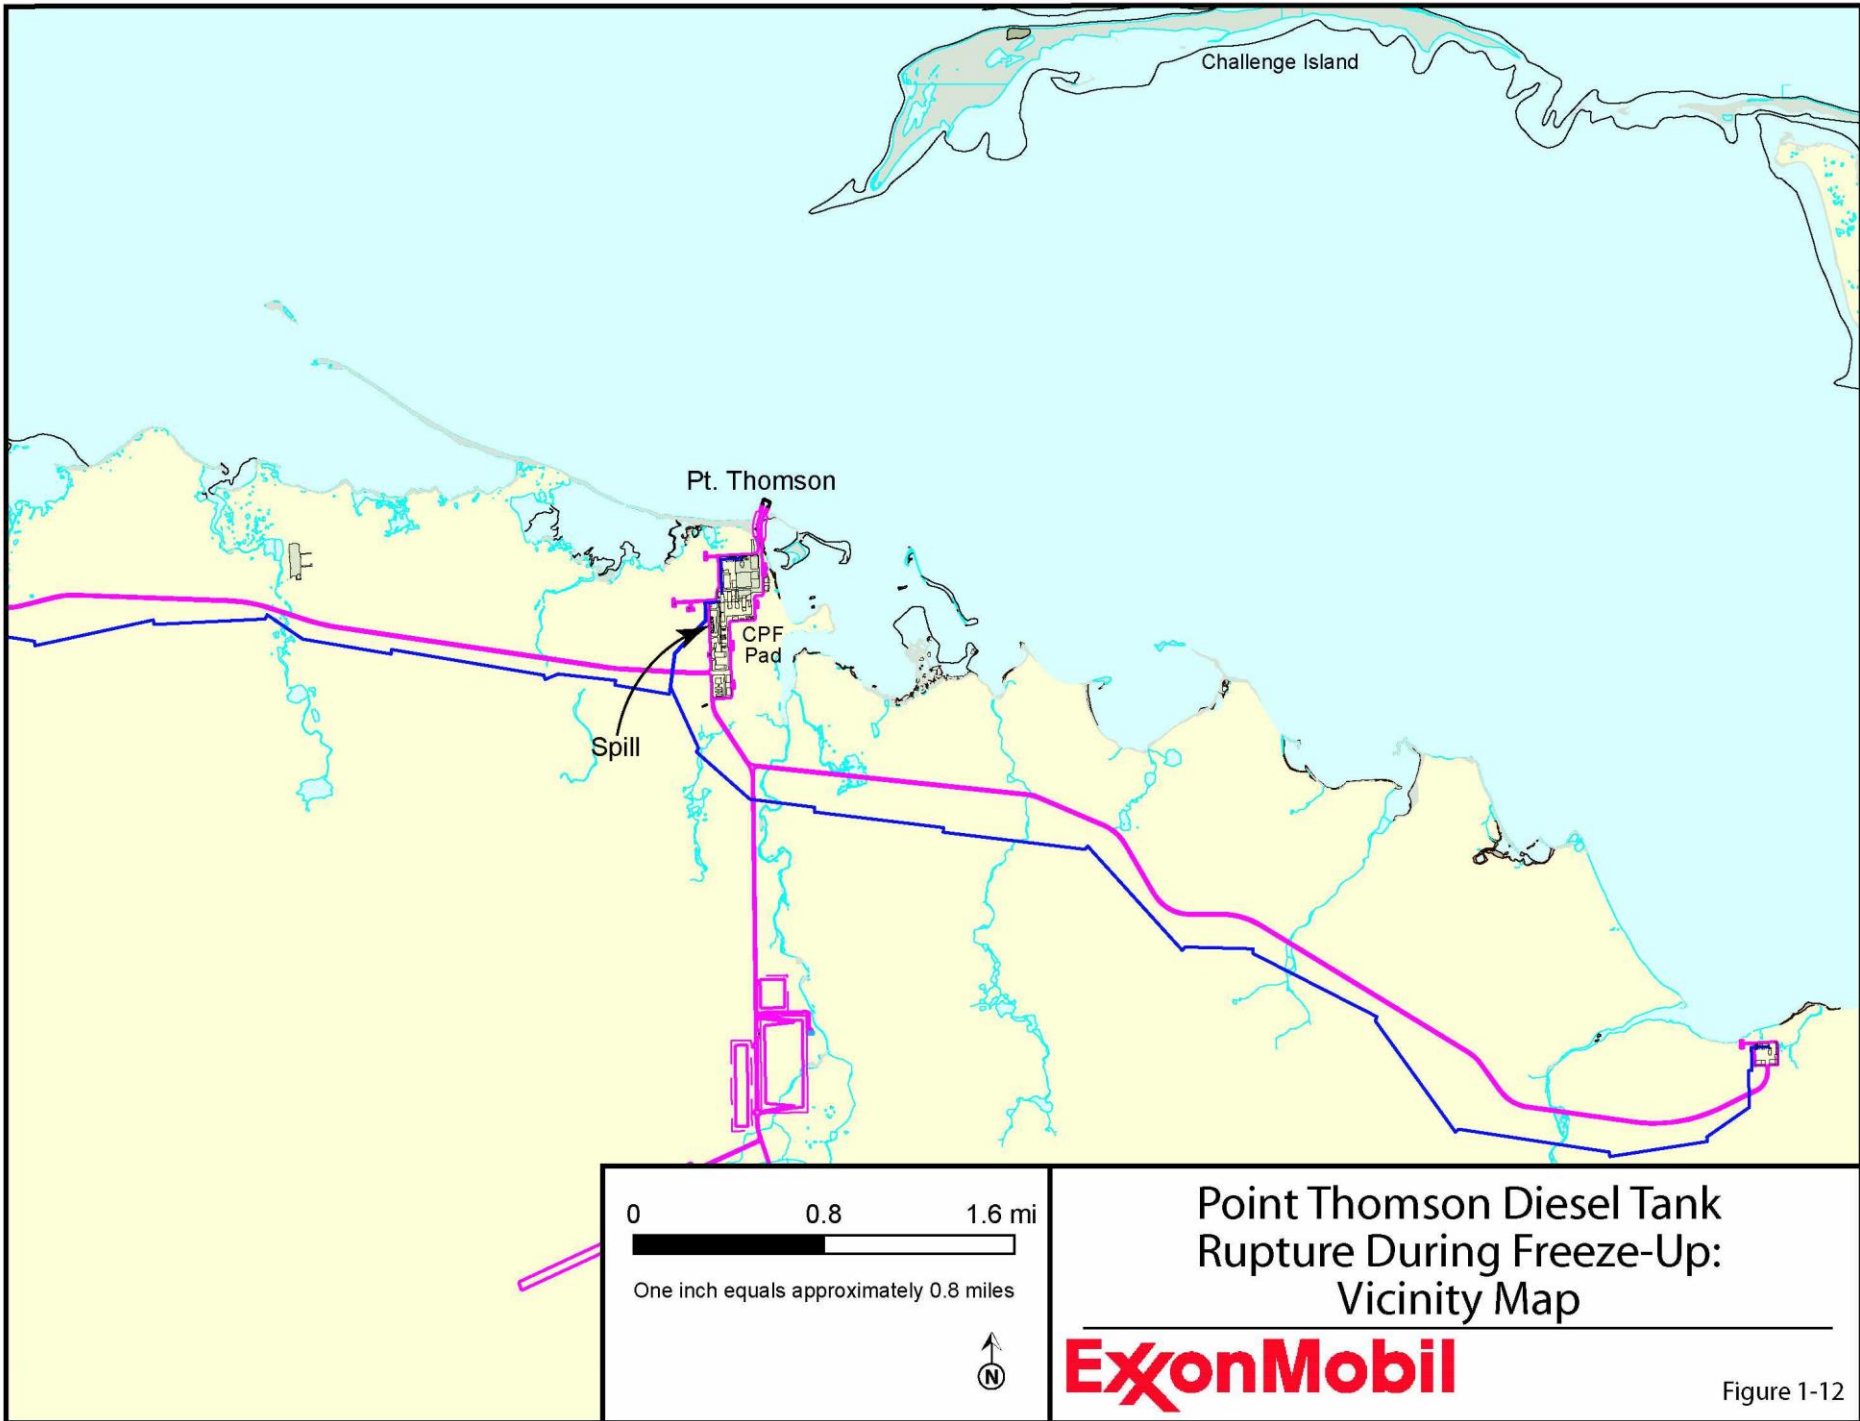 Challenge Island
Pt. Thomson
CPF
Pad
Spill
0 0.8 1.6 mi
One inch equals approximately 0.8 miles
N
Point Thomson Diesel Tank
Rupture During Freeze-Up:
Vicinity Map
ExxonMobil
Figure 1-12